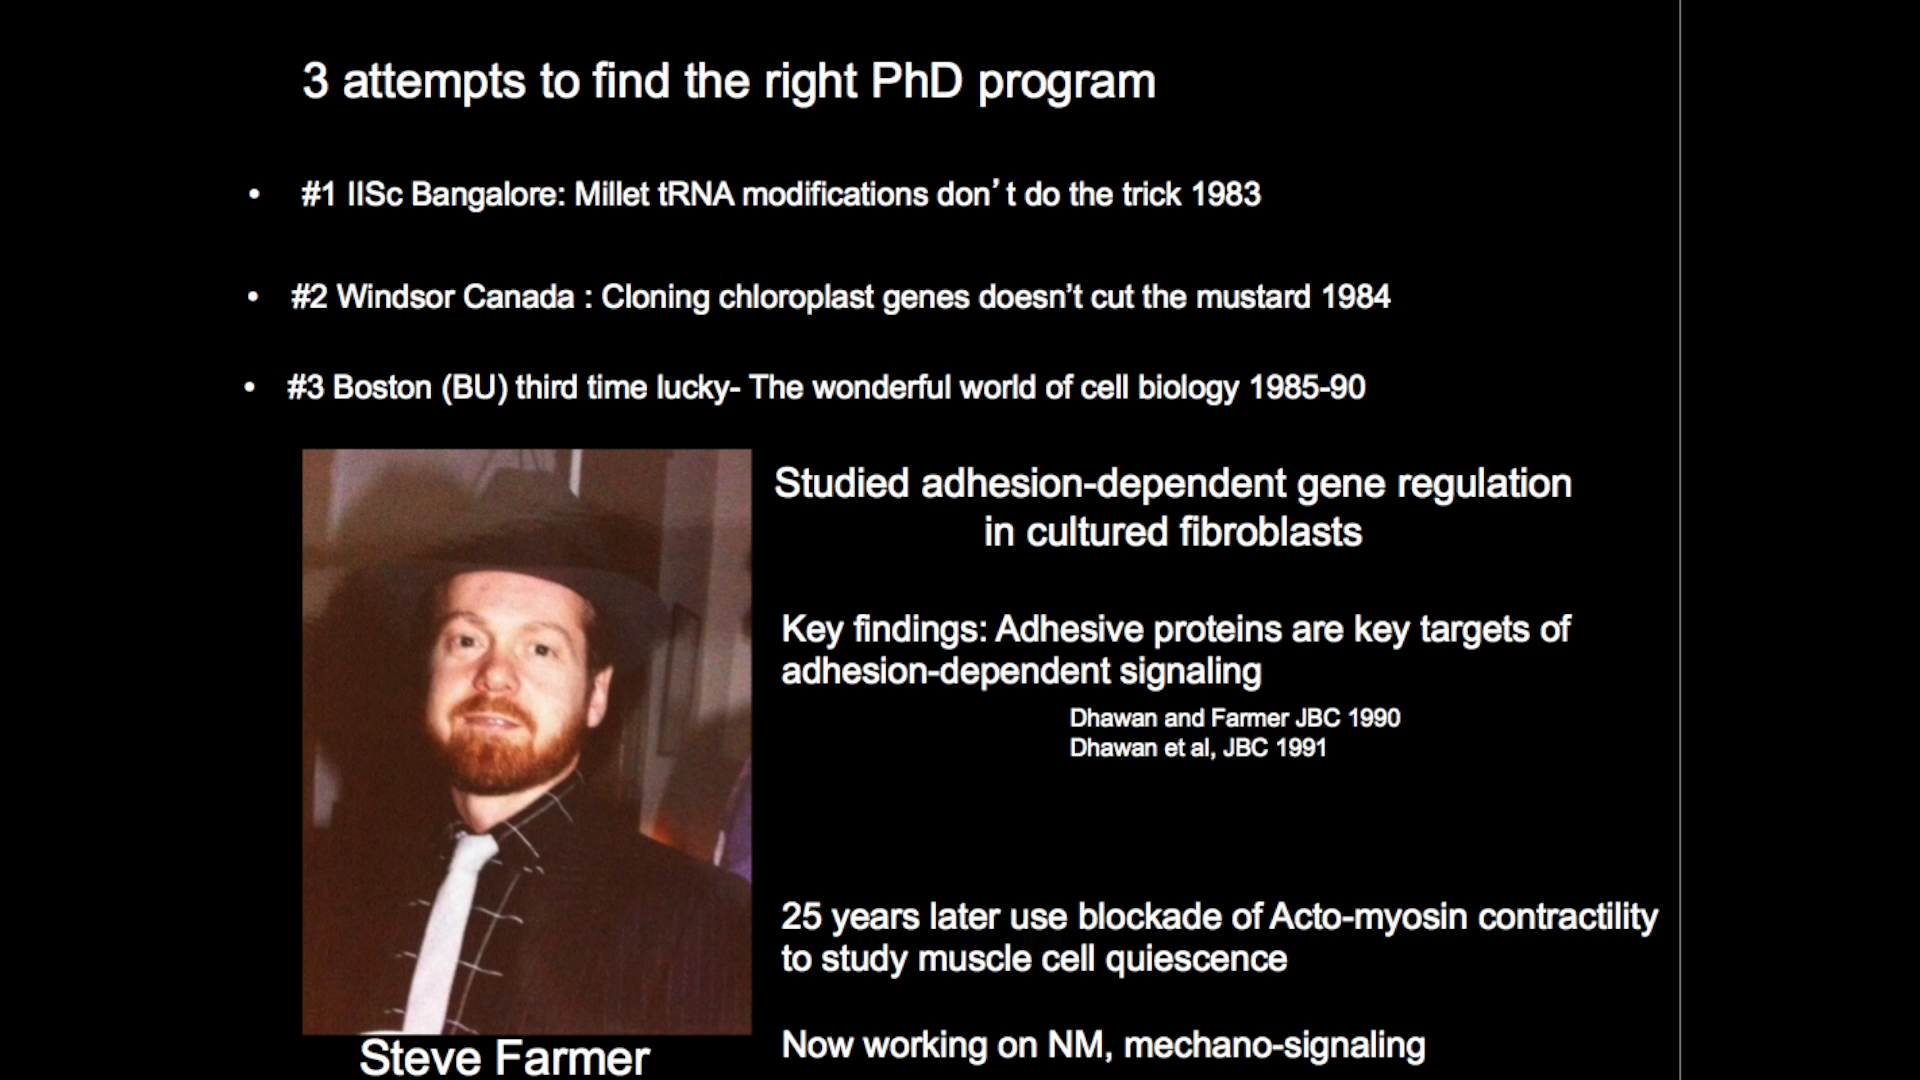 3 attempts to find the right PhD program
• #1 IISc Bangalore: Millet tRNA modifications don’t do the trick 1983
• #2 Windsor Canada : Cloning chloroplast genes doesn’t cut the mustard 1984
• #3 Boston (BU) third time lucky- The wonderful world of cell biology 1985-90
Studied adhesion-dependent gene regulation
in cultured fibroblasts
Key findings: Adhesive proteins are key targets of
adhesion-dependent signaling
Dhawan and Farmer JBC 1990
Dhawan et al, JBC 1991
25 years later use blockade of Acto-myosin contractility
to study muscle cell quiescence
Now working on NM, mechano-signaling
Steve Farmer